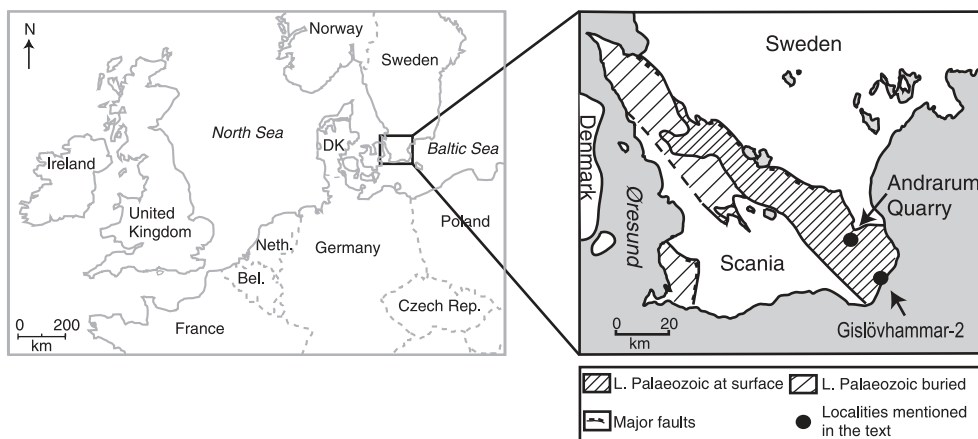 N
Norway
Sweden
North Sea
DK
Baltic Sea
Ireland
United
Kingdom
Poland
Neth.
Germany
Bel.
Czech Rep.
France
0 200
km
Sweden
Denmark
Øresund
Andrarum
Quarry
Scania
Gislövhammar-2
0 20
km
L. Palaeozoic at surface
L. Palaeozoic buried
Major faults
Localities mentioned
in the text